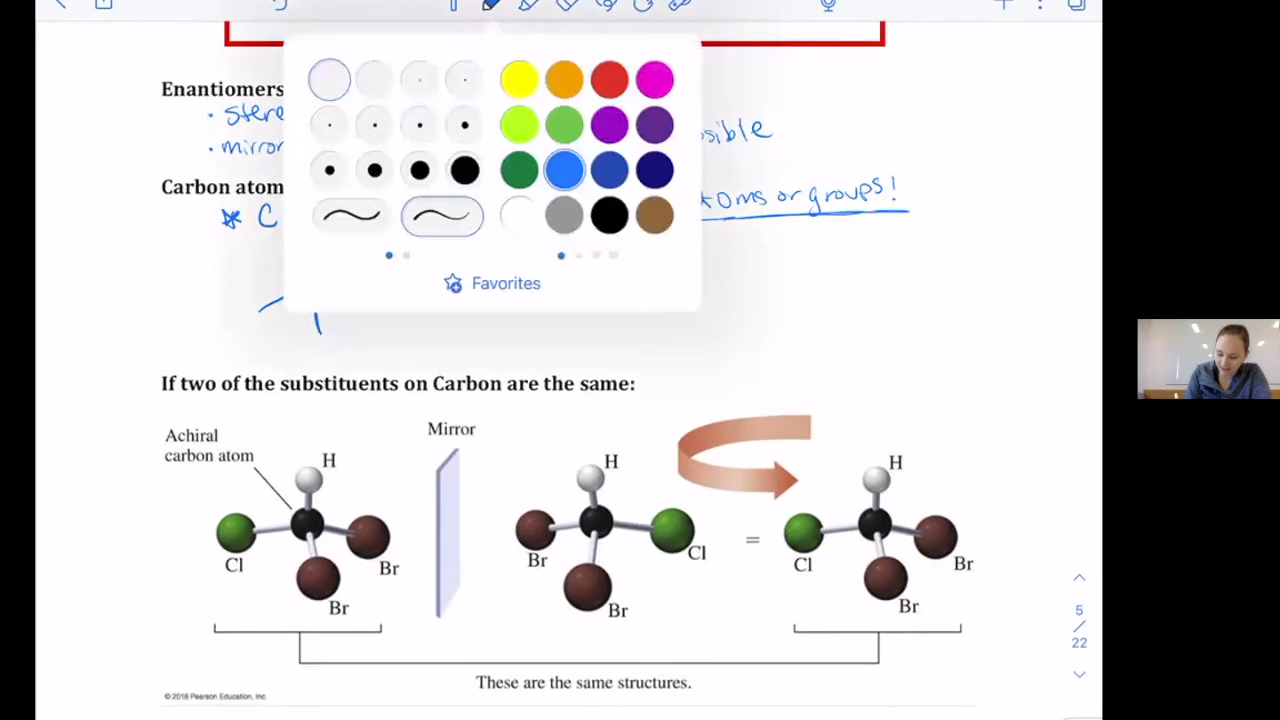 Enantiomers
• stere
sible
• mirror
Carbon atom
toms or groups!
* C
Favorites
If two of the substituents on Carbon are the same:
Achiral
carbon atom
Mirror
H
H
H
Cl
Br
Br
Br
Cl
Br
=
Cl
Br
Br
5
/
22
These are the same structures.
© 2016 Pearson Education, Inc.